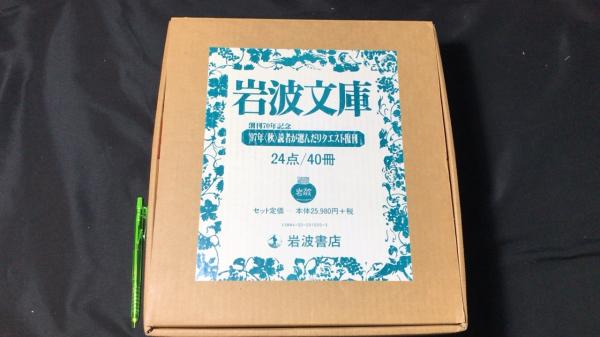 岩波文庫
創刊70年記念
'97年〈秋〉読者が選んだリクエスト復刊
24点/40冊
岩波
文庫
セット定価 — 本体25,980円+税
岩波書店